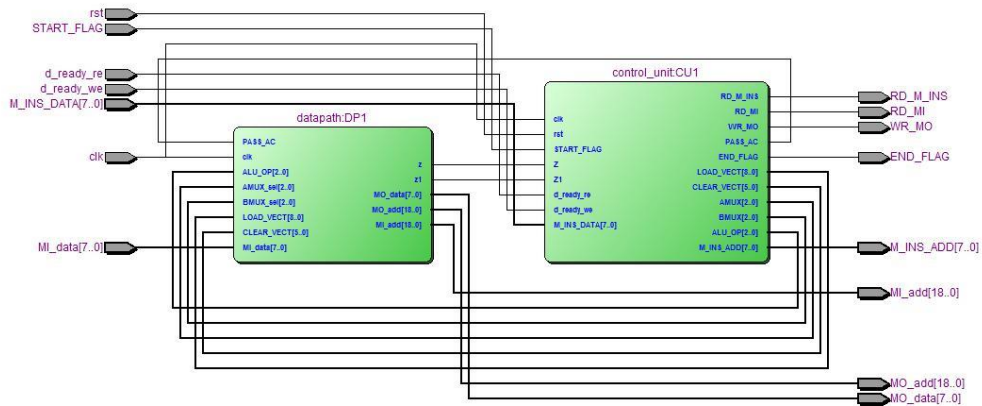 rst
START_FLAG
d_ready_re
d_ready_we
M_INS_DATA[7..0]
clk
MI_data[7..0]
datapath:DP1
PASS_AC
clk
ALU_OP[2..0]
AMUX_sel[2..0]
BMUX_sel[2..0]
LOAD_VECT[8..0]
CLEAR_VECT[5..0]
MI_data[7..0]
z
z1
MO_data[7..0]
MO_add[18..0]
MI_add[18..0]
control_unit:CU1
clk
rst
START_FLAG
Z
Z1
d_ready_re
d_ready_we
M_INS_DATA[7..0]
RD_M_INS
RD_MI
WR_MO
PASS_AC
END_FLAG
LOAD_VECT[8..0]
CLEAR_VECT[5..0]
AMUX[2..0]
BMUX[2..0]
ALU_OP[2..0]
M_INS_ADD[7..0]
RD_M_INS
RD_MI
WR_MO
END_FLAG
M_INS_ADD[7..0]
MI_add[18..0]
MO_add[18..0]
MO_data[7..0]